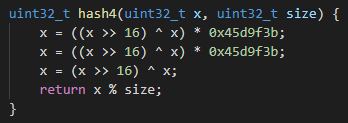 uint32_t hash4(uint32_t x, uint32_t size) {
    x = ((x >> 16) ^ x) * 0x45d9f3b;
    x = ((x >> 16) ^ x) * 0x45d9f3b;
    x = (x >> 16) ^ x;
    return x % size;
}